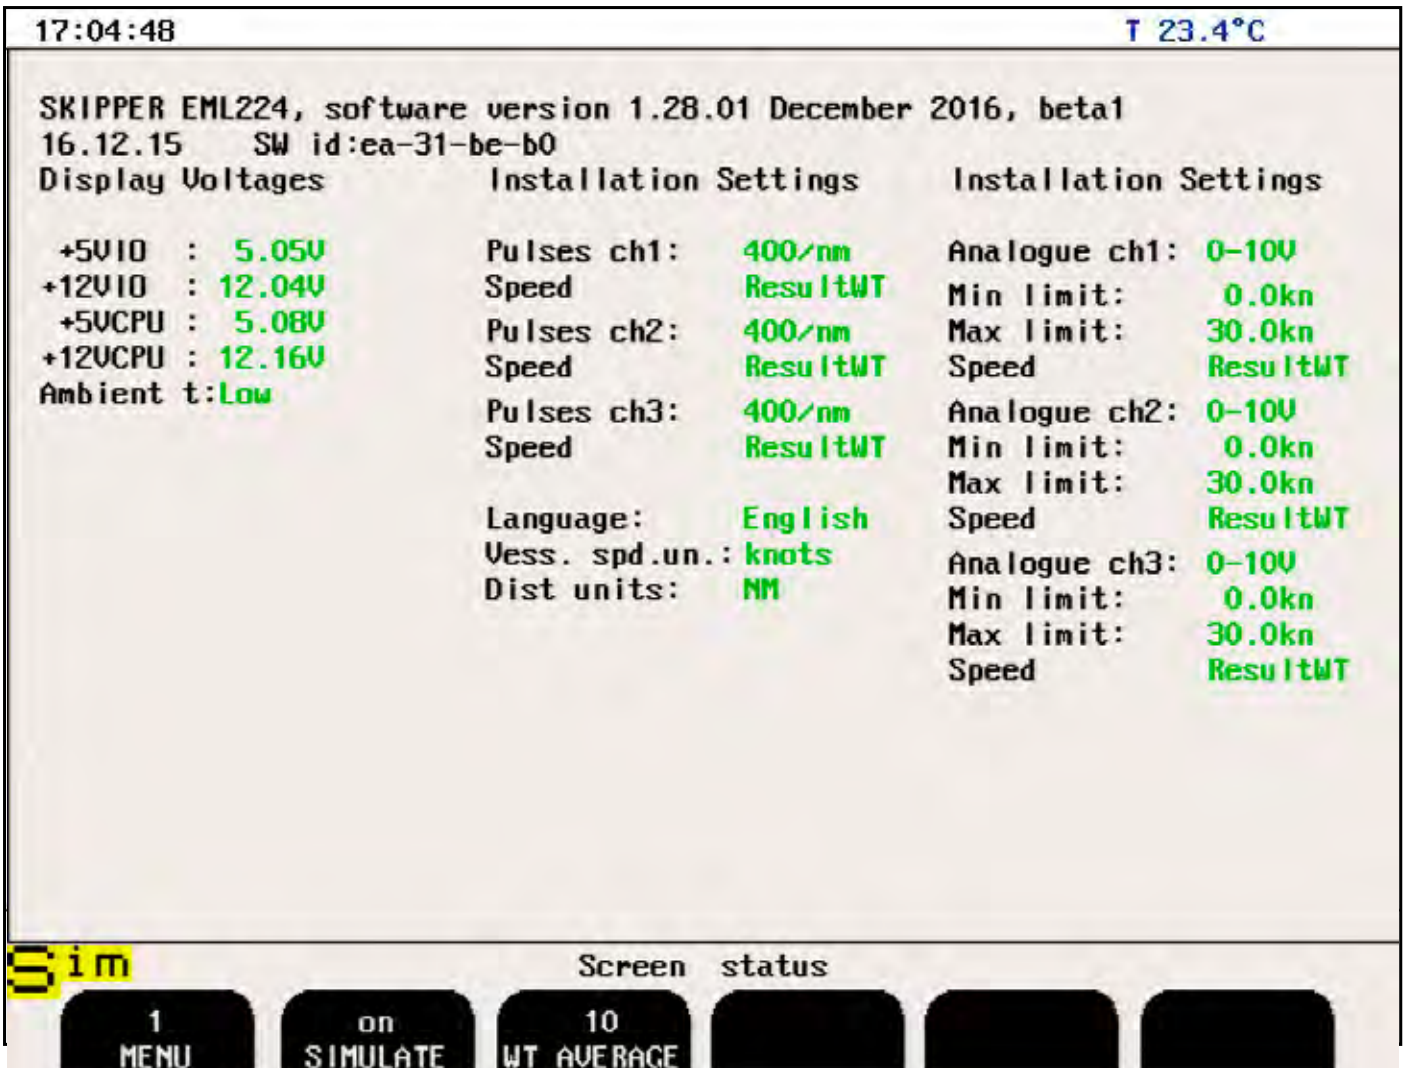 17:04:48 T 23.4°C
SKIPPER EML224, software version 1.28.01 December 2016, beta1
16.12.15 SW id:ea-31-be-b0
Display Voltages
+5VIO : 5.05V
+12VIO : 12.04V
+5VCPU : 5.08V
+12VCPU : 12.16V
Ambient t:Low
Installation Settings
Pulses ch1: 400/nm
Speed ResultWT
Pulses ch2: 400/nm
Speed ResultWT
Pulses ch3: 400/nm
Speed ResultWT
Language: English
Vess. spd.un.: knots
Dist units: NM
Installation Settings
Analogue ch1: 0-10V
Min limit: 0.0kn
Max limit: 30.0kn
Speed ResultWT
Analogue ch2: 0-10V
Min limit: 0.0kn
Max limit: 30.0kn
Speed ResultWT
Analogue ch3: 0-10V
Min limit: 0.0kn
Max limit: 30.0kn
Speed ResultWT
Sim
Screen status
1
MENU
on
SIMULATE
10
WT AVERAGE